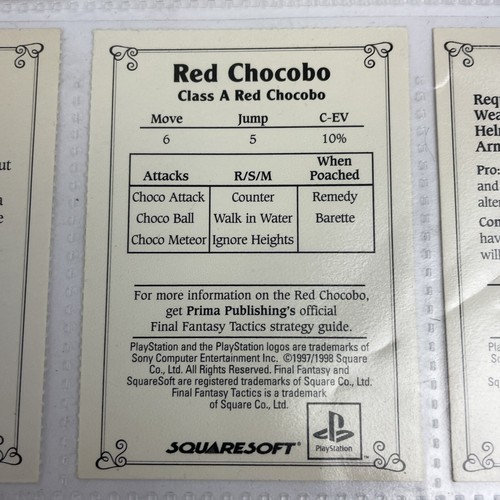 Red Chocobo
Class A Red Chocobo
Move Jump C-EV
6 5 10%
Attacks R/S/M When Poached
Choco Attack Counter Remedy
Choco Ball Walk in Water Barette
Choco Meteor Ignore Heights
For more information on the Red Chocobo,
get Prima Publishing's official
Final Fantasy Tactics strategy guide.
PlayStation and the PlayStation logos are trademarks of
Sony Computer Entertainment Inc. ©1997/1998 Square
Co., Ltd. All Rights Reserved. Final Fantasy and
SquareSoft are registered trademarks of Square Co., Ltd.
Final Fantasy Tactics is a trademark
of Square Co., Ltd.
SQUARESOFT®
PlayStation
Pro:
and